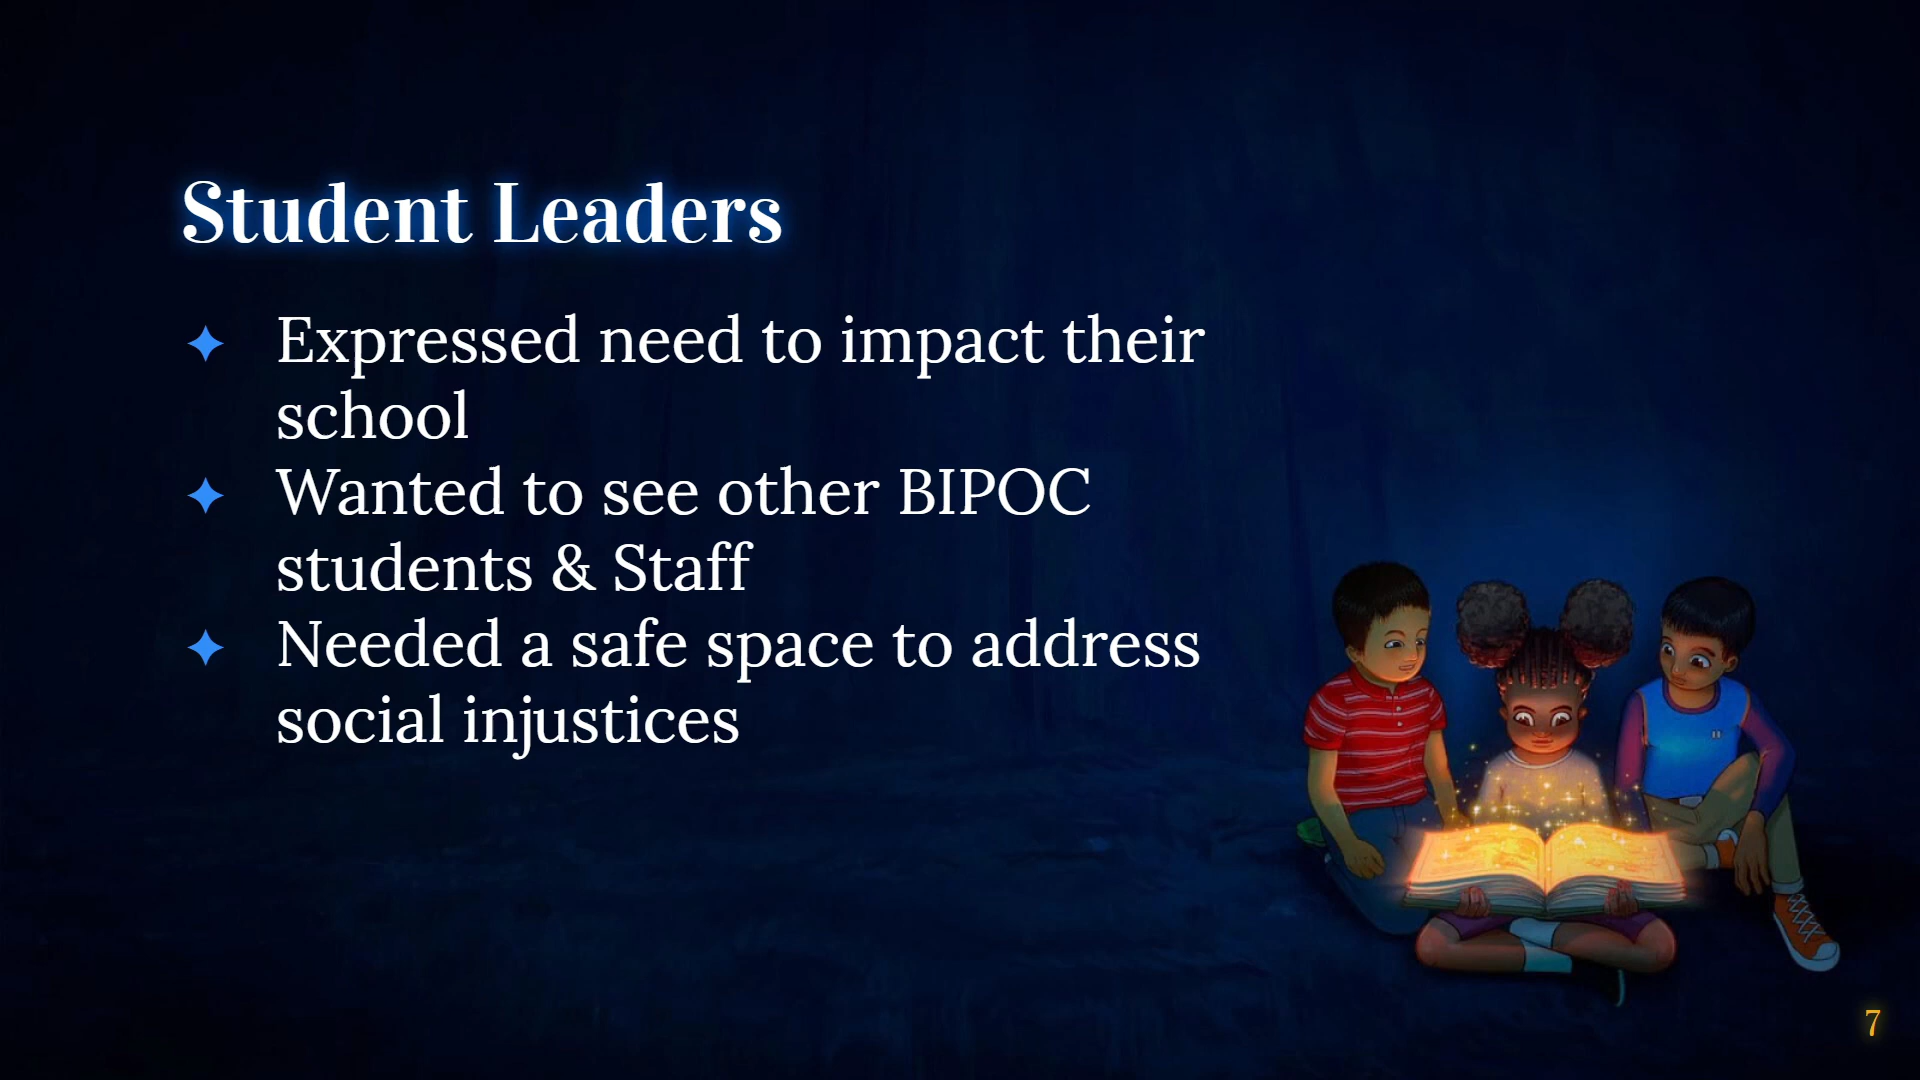 Student Leaders
Expressed need to impact their
school
Wanted to see other BIPOC
students & Staff
Needed a safe space to address
social injustices
7